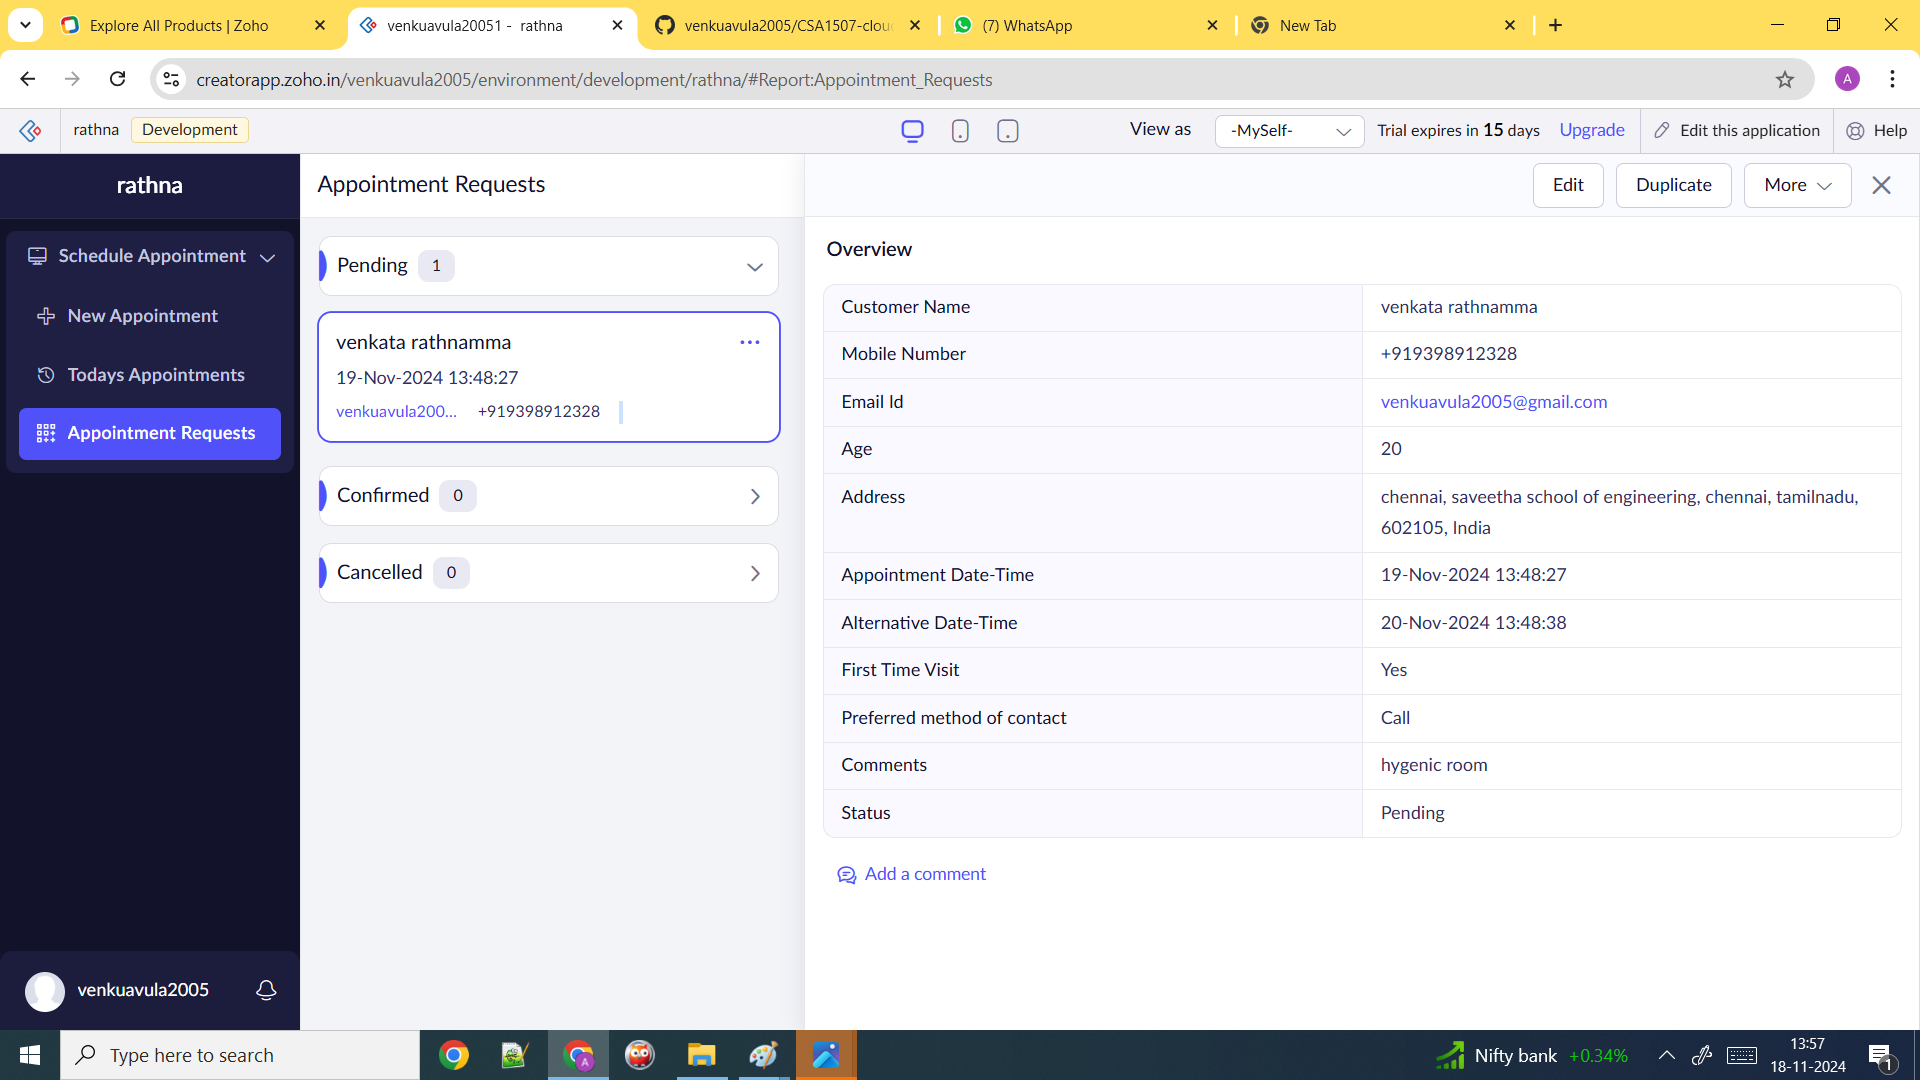 Explore All Products | Zoho
venkuavula20051 - rathna
venkuavula2005/CSA1507-clou
(7) WhatsApp
New Tab
creatorapp.zoho.in/venkuavula2005/environment/development/rathna/#Report:Appointment_Requests
A
rathna
Development
View as
-MySelf-
Trial expires in 15 days
Upgrade
Edit this application
Help
rathna
Schedule Appointment
New Appointment
Todays Appointments
Appointment Requests
venkuavula2005
Appointment Requests
Pending 1
venkata rathnamma
19-Nov-2024 13:48:27
venkuavula200... +919398912328
Confirmed 0
Cancelled 0
Edit
Duplicate
More
Overview
Customer Name venkata rathnamma
Mobile Number +919398912328
Email Id venkuavula2005@gmail.com
Age 20
Address chennai, saveetha school of engineering, chennai, tamilnadu,
602105, India
Appointment Date-Time 19-Nov-2024 13:48:27
Alternative Date-Time 20-Nov-2024 13:48:38
First Time Visit Yes
Preferred method of contact Call
Comments hygenic room
Status Pending
Add a comment
Type here to search
A
Nifty bank +0.34%
13:57
18-11-2024
1